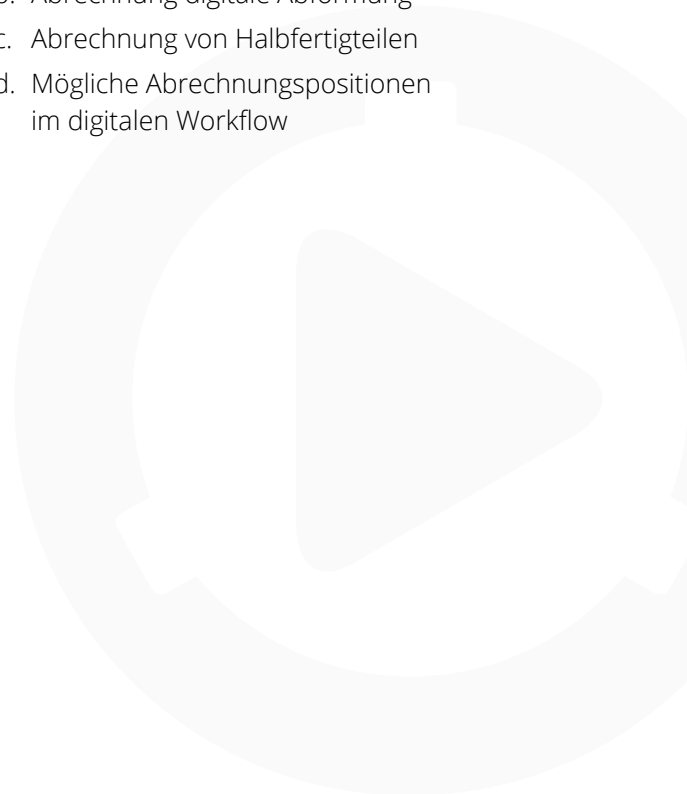 c. Abrechnung von Halbfertigteilen
d. Mögliche Abrechnungspositionen
im digitalen Workflow